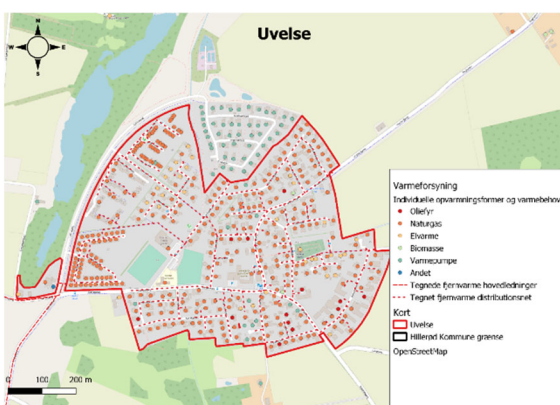 Uvelse
N
W
E
S
Varmeforsyning
Individuelle opvarmningsformer og varmebehov
Oliefyr
Naturgas
Elvarme
Biomasse
Varmepumpe
Andet
Tegnede fjernvarme hovedledninger
Tegnet fjernvarme distributionsnet
Kort
Uvelse
Hillerød Kommune grænse
OpenStreetMap
0 100 200 m